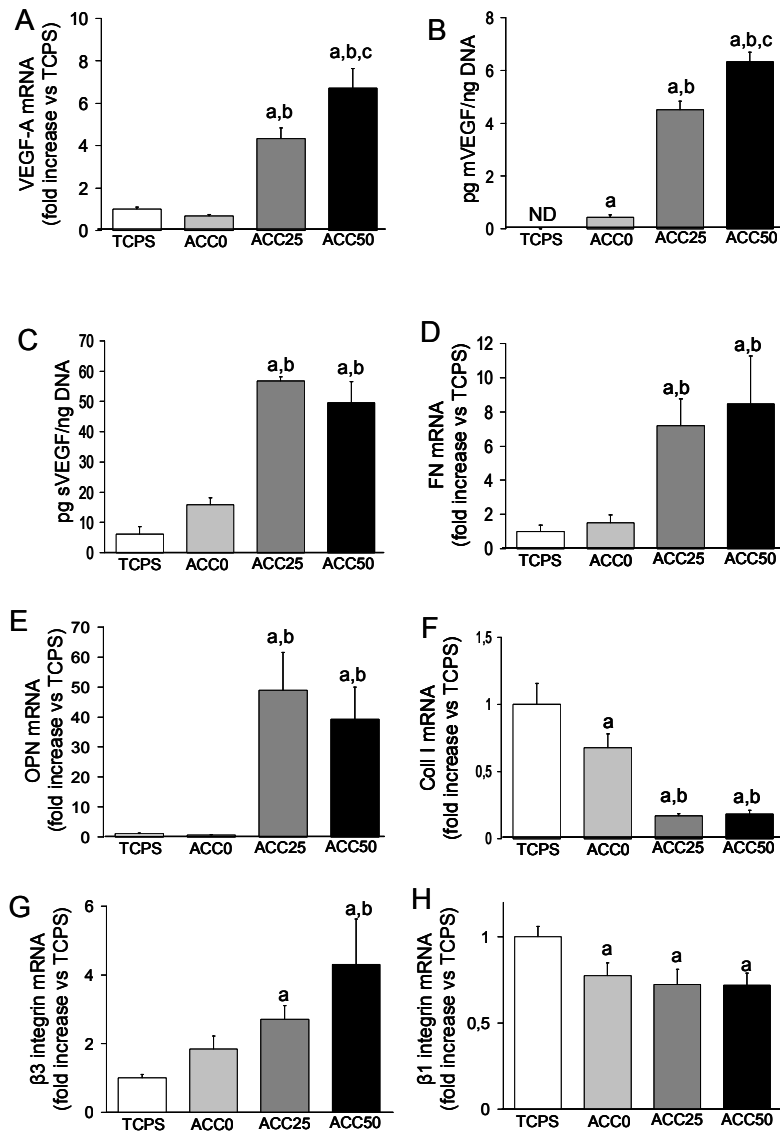 A
VEGF-A mRNA
(fold increase vs TCPS)
10
8
6
4
2
0
a,b
a,b,c
TCPS ACC0 ACC25 ACC50
B
pg mVEGF/ng DNA
8
6
4
2
0
ND
a
a,b
a,b,c
TCPS ACC0 ACC25 ACC50
C
pg sVEGF/ng DNA
70
60
50
40
30
20
10
0
a,b
a,b
TCPS ACC0 ACC25 ACC50
D
FN mRNA
(fold increase vs TCPS)
12
10
8
6
4
2
0
a,b
a,b
TCPS ACC0 ACC25 ACC50
E
OPN mRNA
(fold increase vs TCPS)
70
60
50
40
30
20
10
0
a,b
a,b
TCPS ACC0 ACC25 ACC50
F
Coll I mRNA
(fold increase vs TCPS)
1,5
1
0,5
0
a
a,b
a,b
TCPS ACC0 ACC25 ACC50
G
β3 integrin mRNA
(fold increase vs TCPS)
6
4
2
0
a
a,b
TCPS ACC0 ACC25 ACC50
H
β1 integrin mRNA
(fold increase vs TCPS)
1
0,5
0
a
a
a
TCPS ACC0 ACC25 ACC50